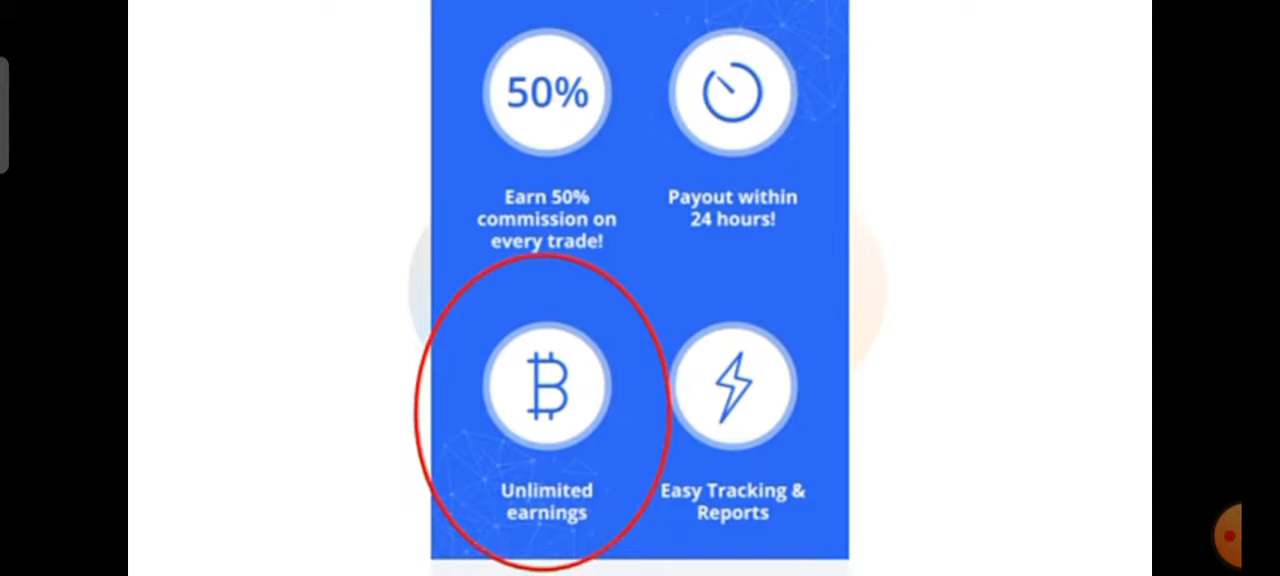 50%
Earn 50%
commission on
every trade!
Payout within
24 hours!
Unlimited
earnings
Easy Tracking &
Reports